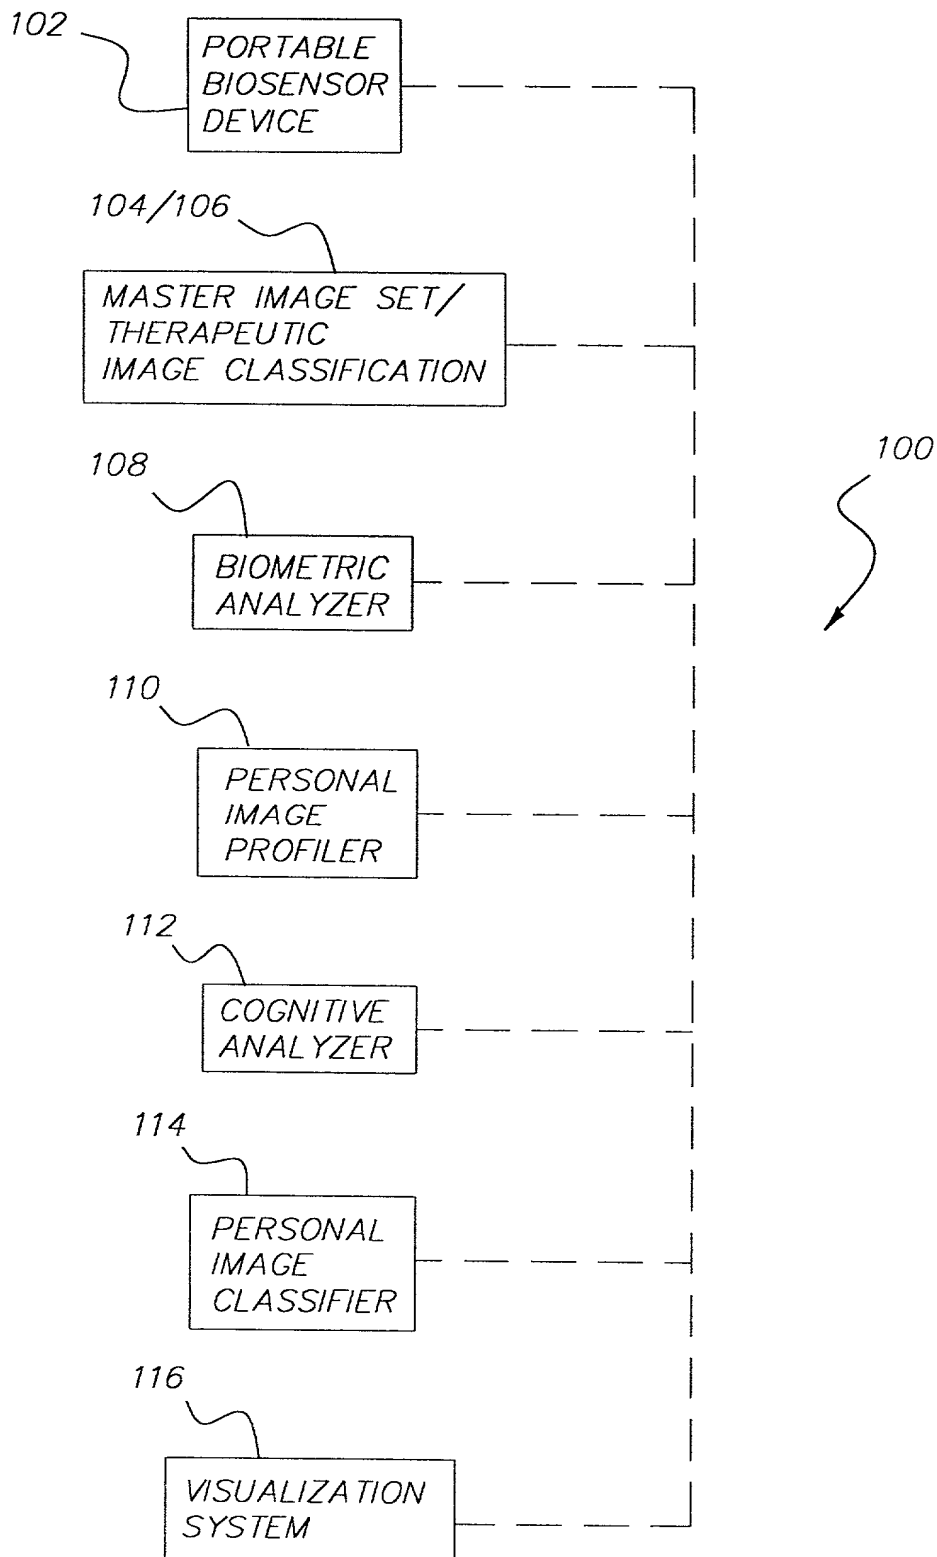 102
PORTABLE
BIOSENSOR
DEVICE
104/106
MASTER IMAGE SET/
THERAPEUTIC
IMAGE CLASSIFICATION
100
108
BIOMETRIC
ANALYZER
110
PERSONAL
IMAGE
PROFILER
112
COGNITIVE
ANALYZER
114
PERSONAL
IMAGE
CLASSIFIER
116
VISUALIZATION
SYSTEM